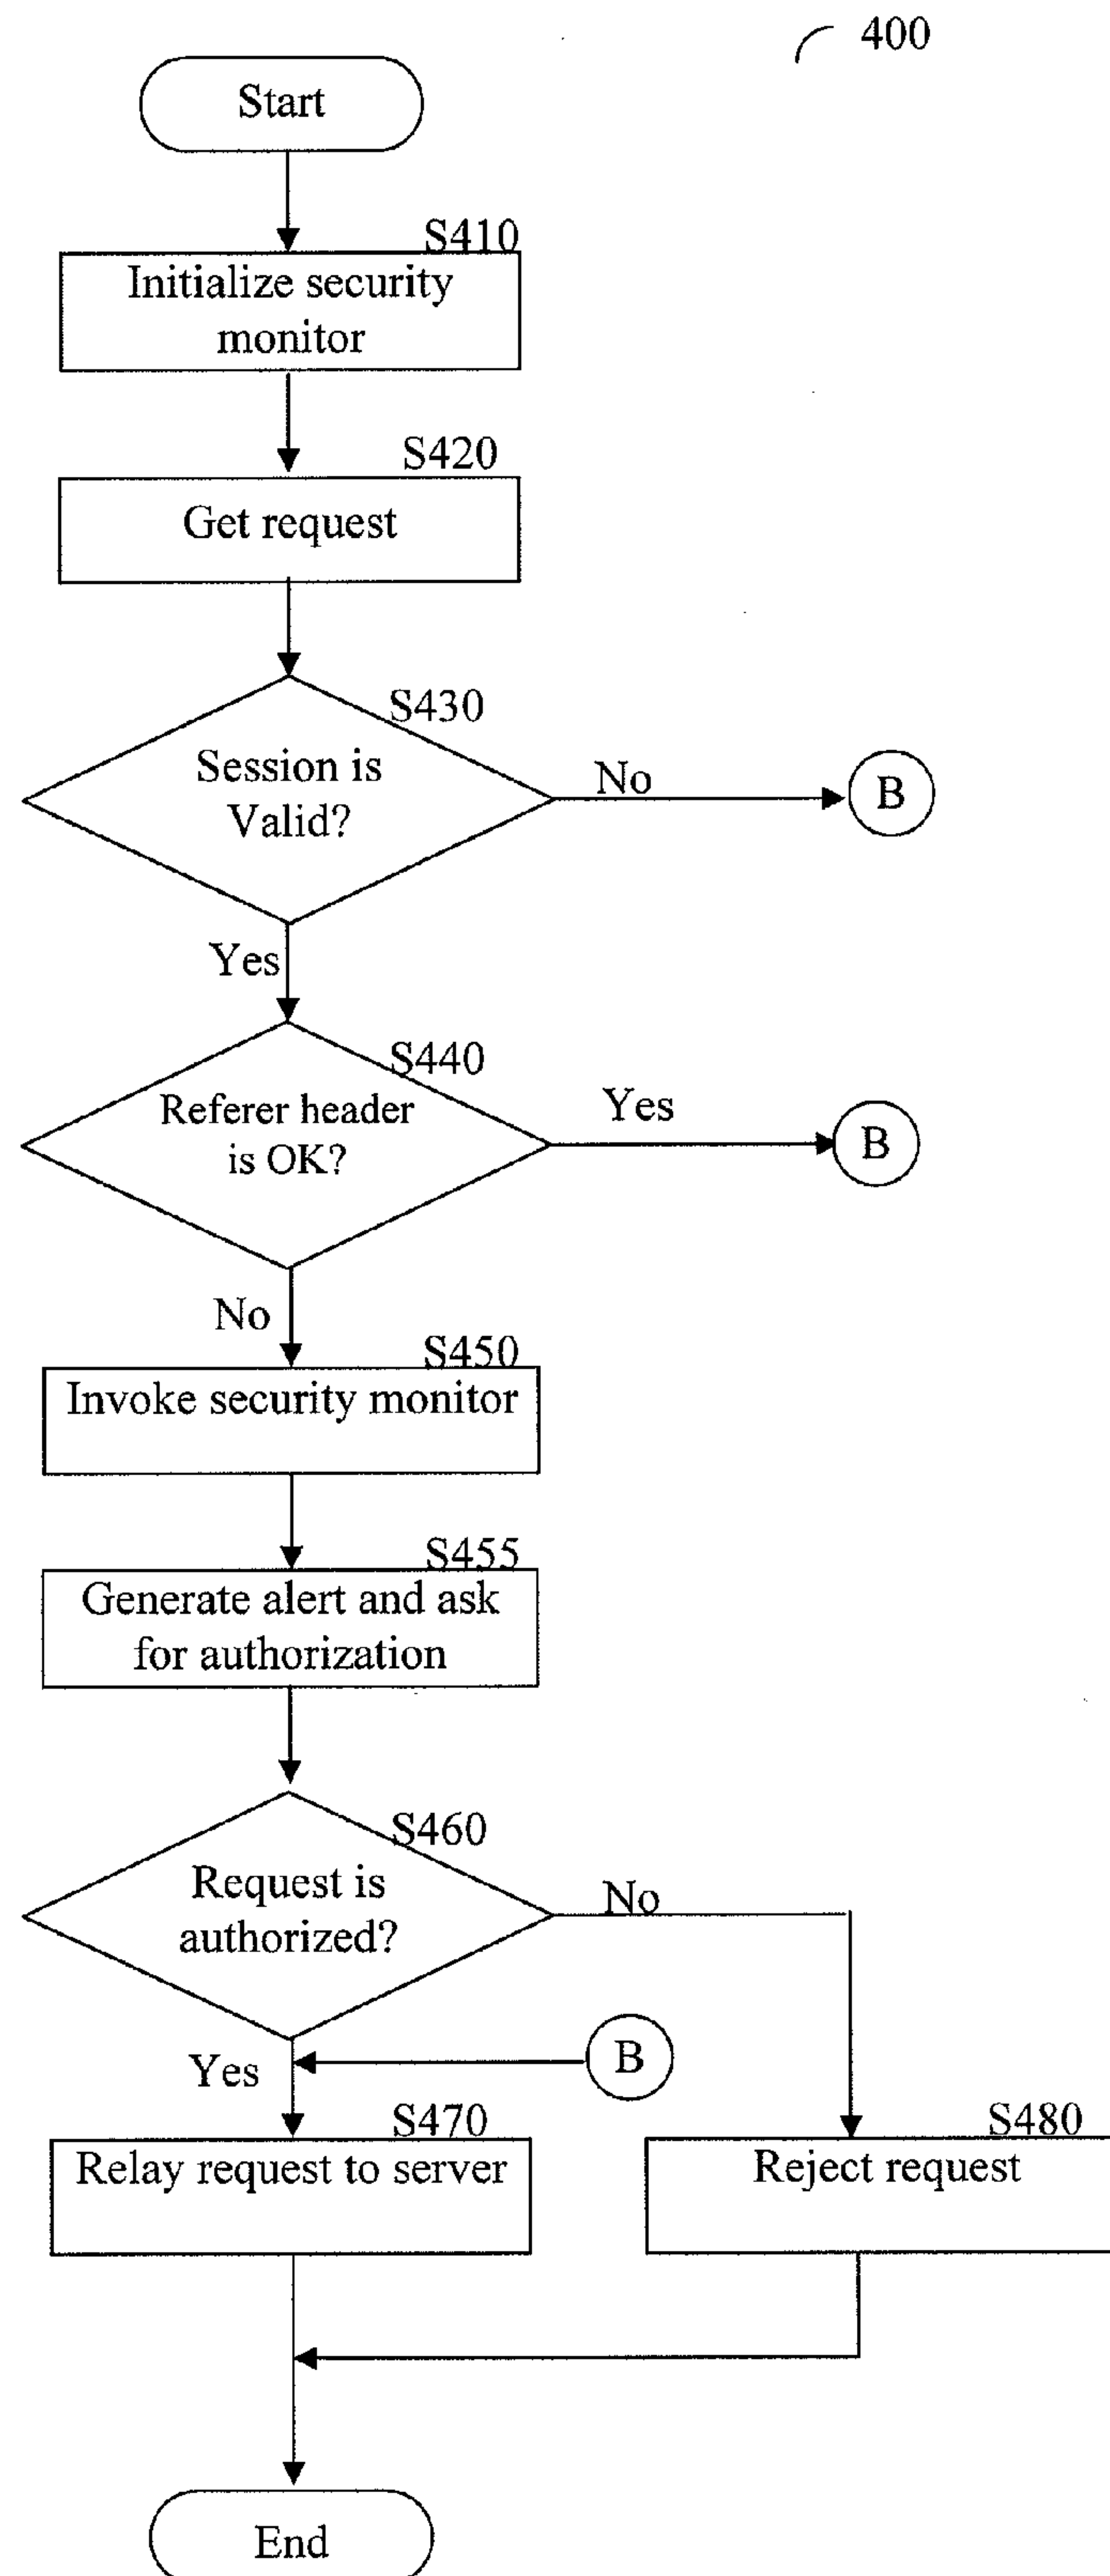 400
Start
S410
Initialize security
monitor
S420
Get request
S430
Session is
Valid?
No
B
Yes
S440
Referer header
is OK?
Yes
B
No
S450
Invoke security monitor
S455
Generate alert and ask
for authorization
S460
Request is
authorized?
No
B
Yes
S470
Relay request to server
S480
Reject request
End